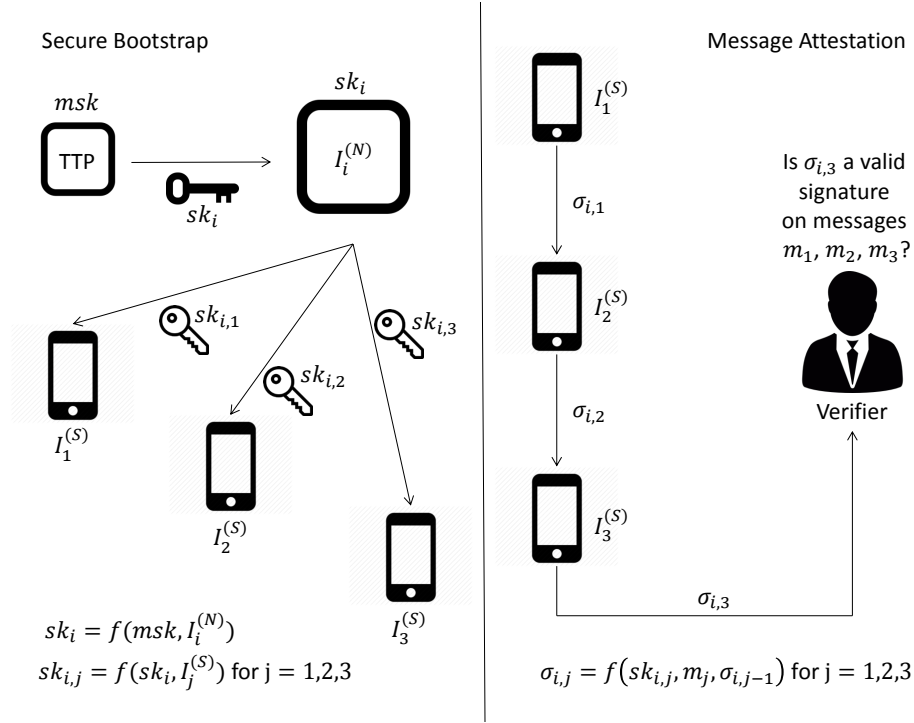 Secure Bootstrap
msk
TTP
sk_i
sk_i
I_i^{(N)}
sk_{i,1}
sk_{i,2}
sk_{i,3}
I_1^{(S)}
I_2^{(S)}
I_3^{(S)}
sk_i = f(msk, I_i^{(N)})
sk_{i,j} = f(sk_i, I_j^{(S)}) for j = 1,2,3
Message Attestation
I_1^{(S)}
σ_{i,1}
I_2^{(S)}
σ_{i,2}
I_3^{(S)}
σ_{i,3}
Is σ_{i,3} a valid
signature
on messages
m_1, m_2, m_3?
Verifier
σ_{i,j} = f(sk_{i,j}, m_j, σ_{i,j−1}) for j = 1,2,3